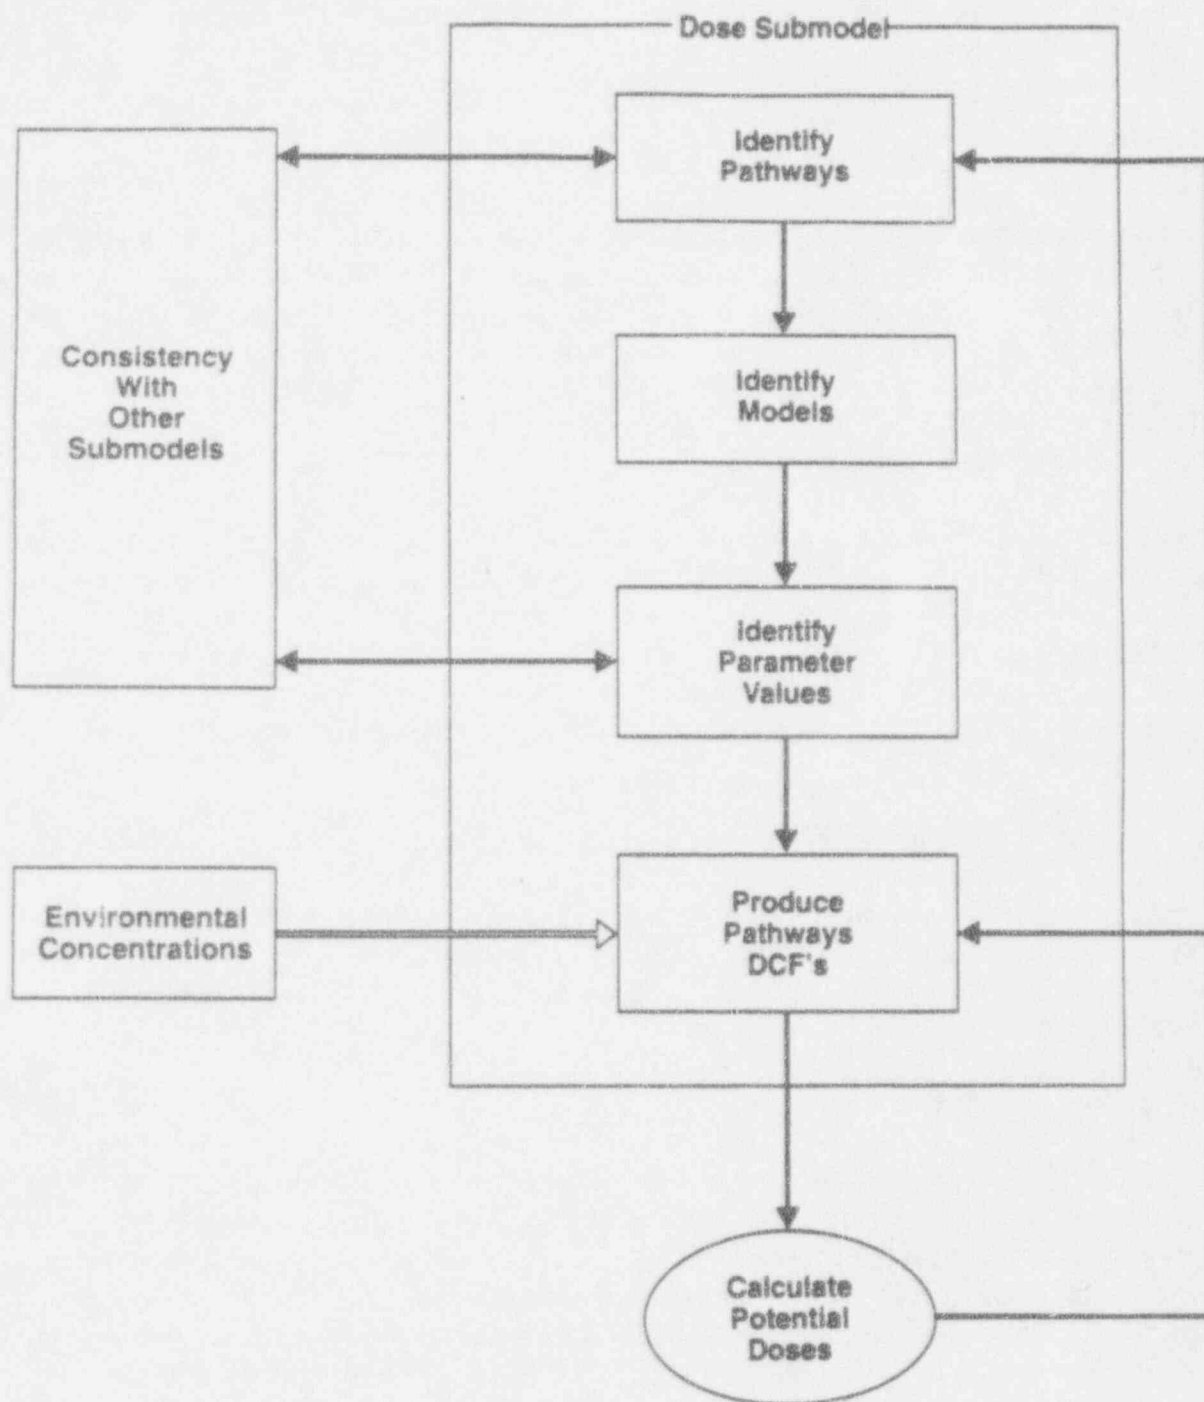 Dose Submodel
Identify
Pathways
Consistency
With
Other
Submodels
Identify
Models
Identify
Parameter
Values
Environmental
Concentrations
Produce
Pathways
DCF's
Calculate
Potential
Doses